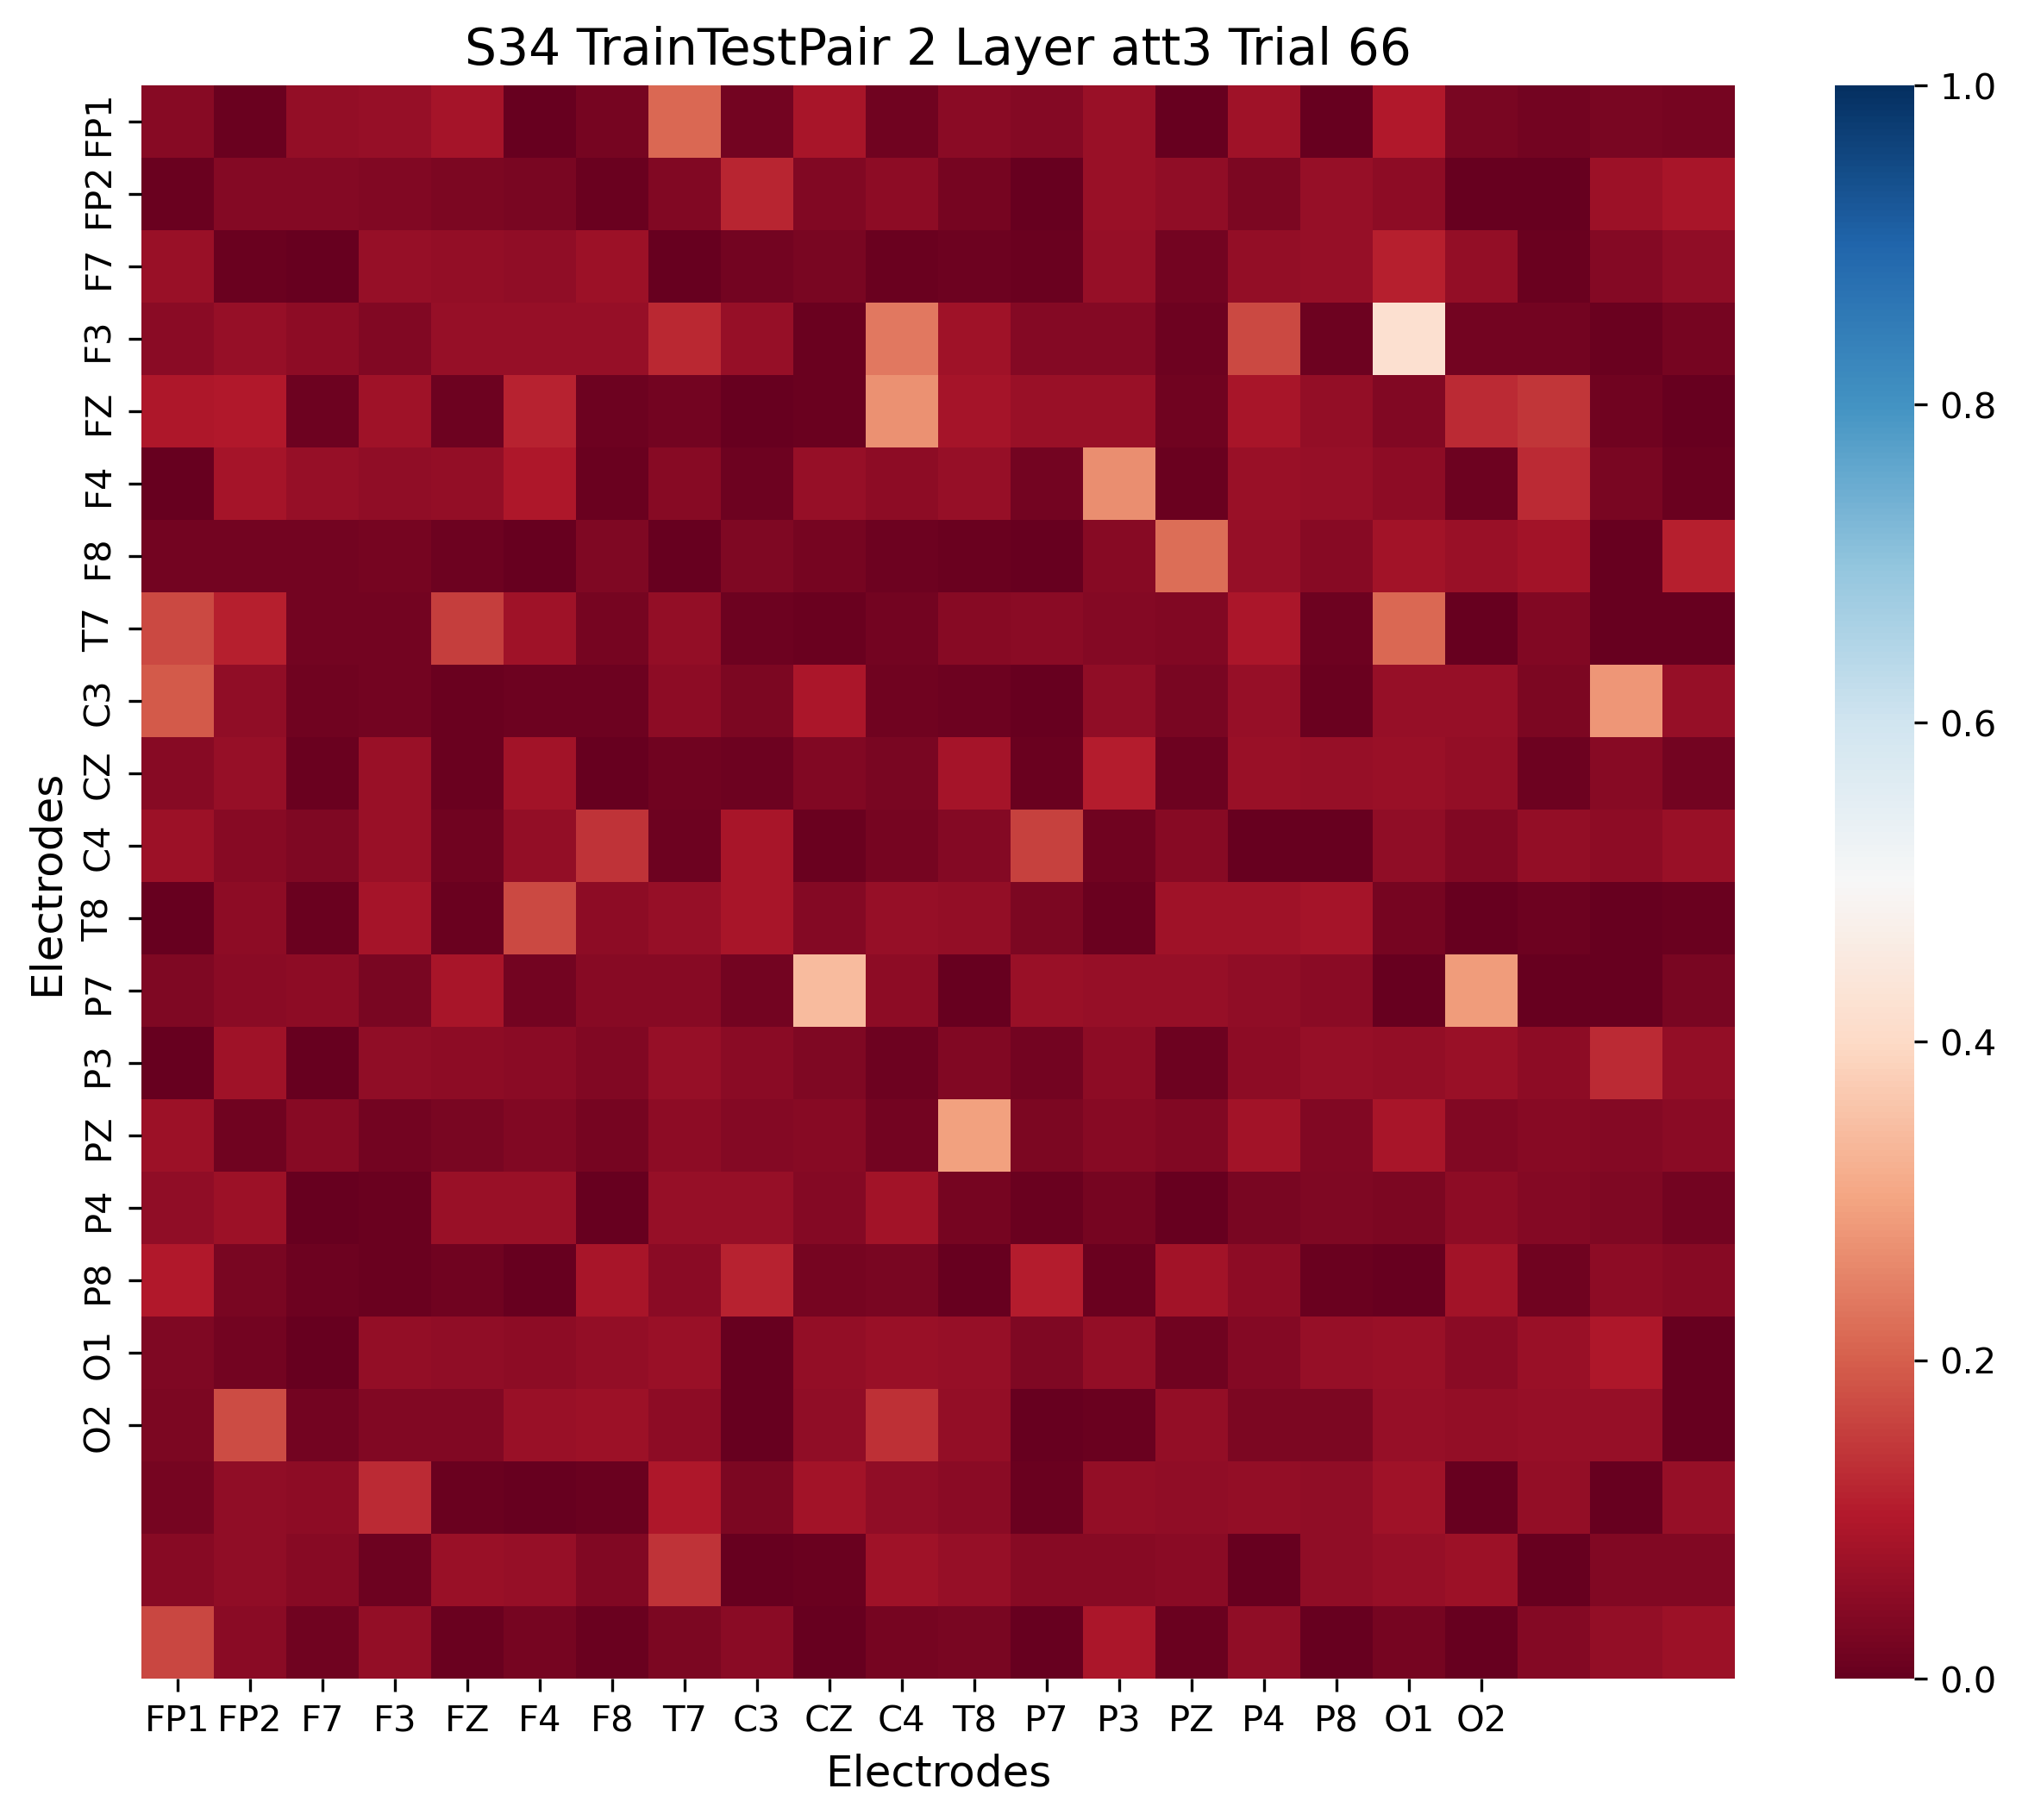 S34 TrainTestPair 2 Layer att3 Trial 66
Electrodes
FP1
FP2
F7
F3
FZ
F4
F8
T7
C3
CZ
C4
T8
P7
P3
PZ
P4
P8
O1
O2
FP1 FP2 F7 F3 FZ F4 F8 T7 C3 CZ C4 T8 P7 P3 PZ P4 P8 O1 O2
Electrodes
1.0
0.8
0.6
0.4
0.2
0.0